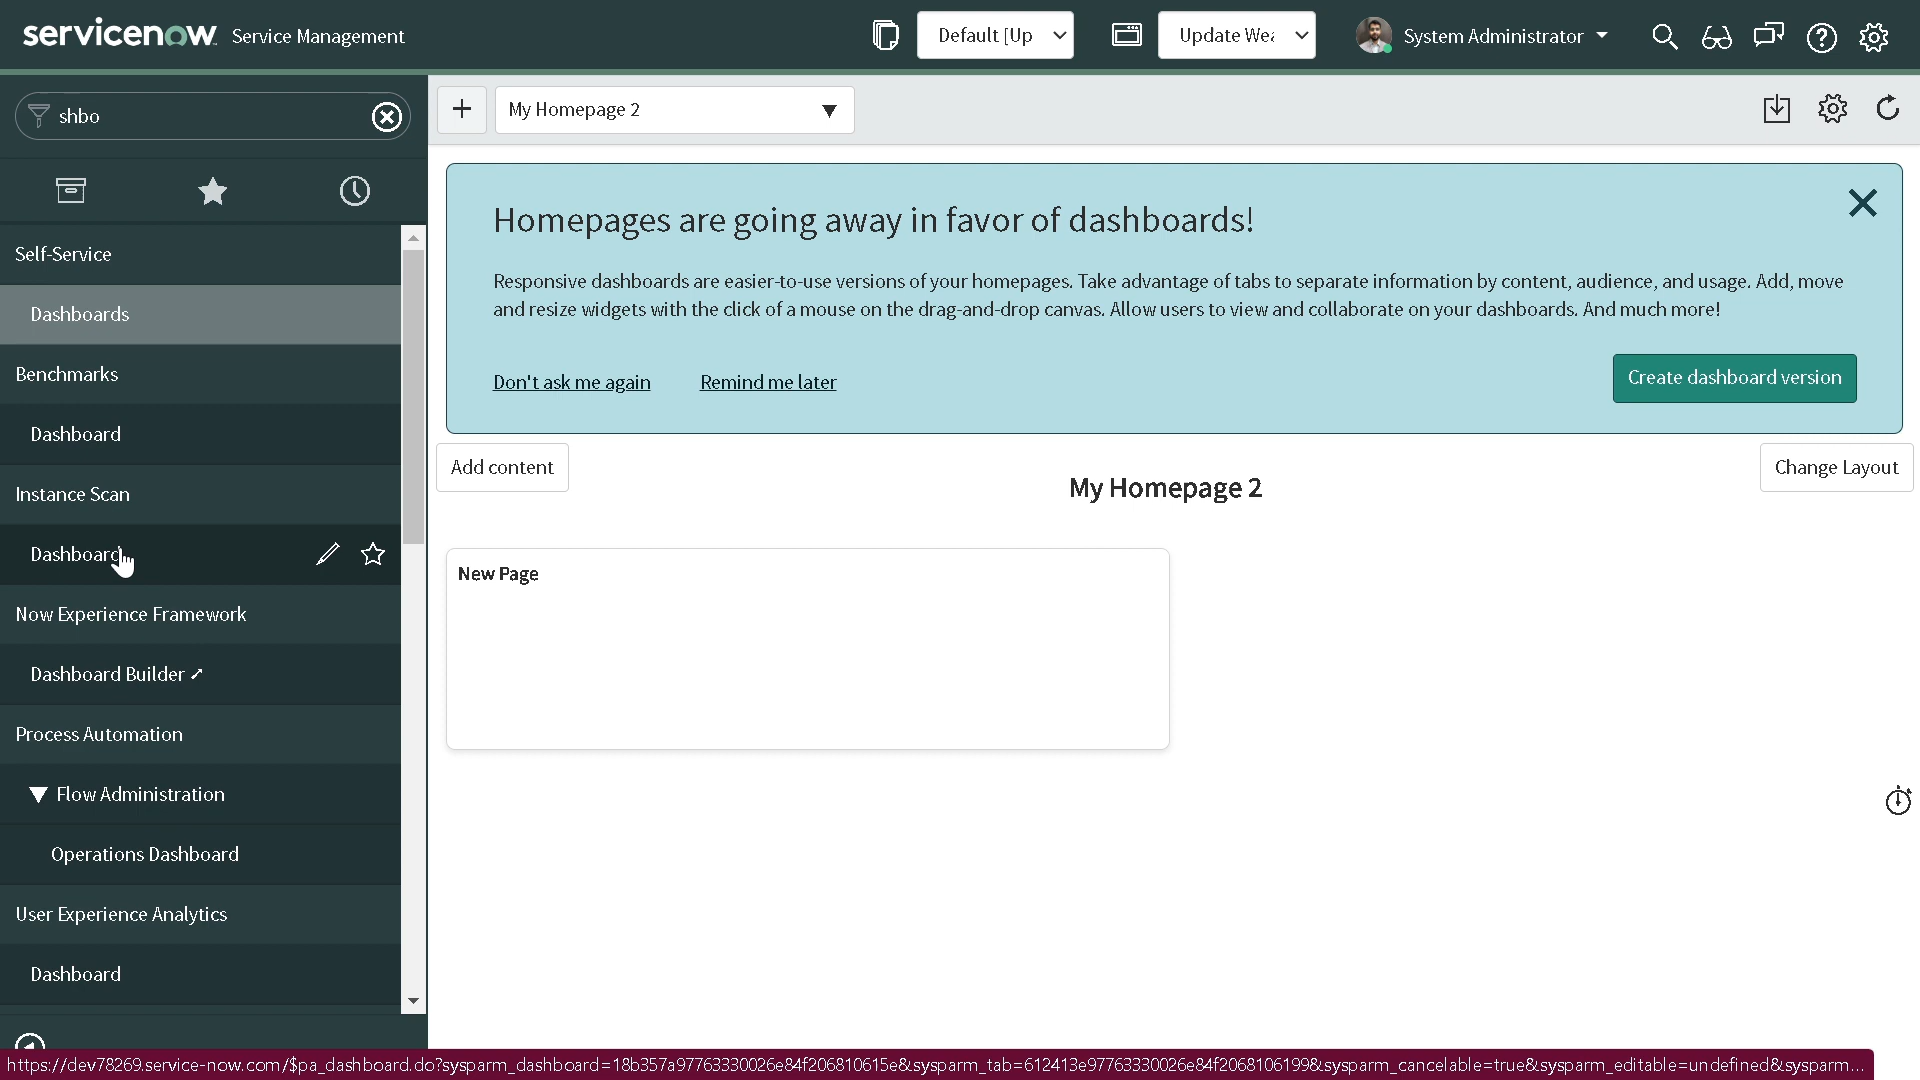 servicenow Service Management
Default [Up
Update Wea
System Administrator
shbo
My Homepage 2
Self-Service
Dashboards
Benchmarks
Dashboard
Instance Scan
Dashboard
Now Experience Framework
Dashboard Builder ➚
Process Automation
▼ Flow Administration
Operations Dashboard
User Experience Analytics
Dashboard
Homepages are going away in favor of dashboards!
Responsive dashboards are easier-to-use versions of your homepages. Take advantage of tabs to separate information by content, audience, and usage. Add, move
and resize widgets with the click of a mouse on the drag-and-drop canvas. Allow users to view and collaborate on your dashboards. And much more!
Don't ask me again
Remind me later
Create dashboard version
Add content
My Homepage 2
Change Layout
New Page
https://dev78269.service-now.com/$pa_dashboard.do?sysparm_dashboard=18b357a97763330026e84f206810615e&sysparm_tab=612413e97763330026e84f2068106199&sysparm_cancelable=true&sysparm_editable=undefined&sysparm...